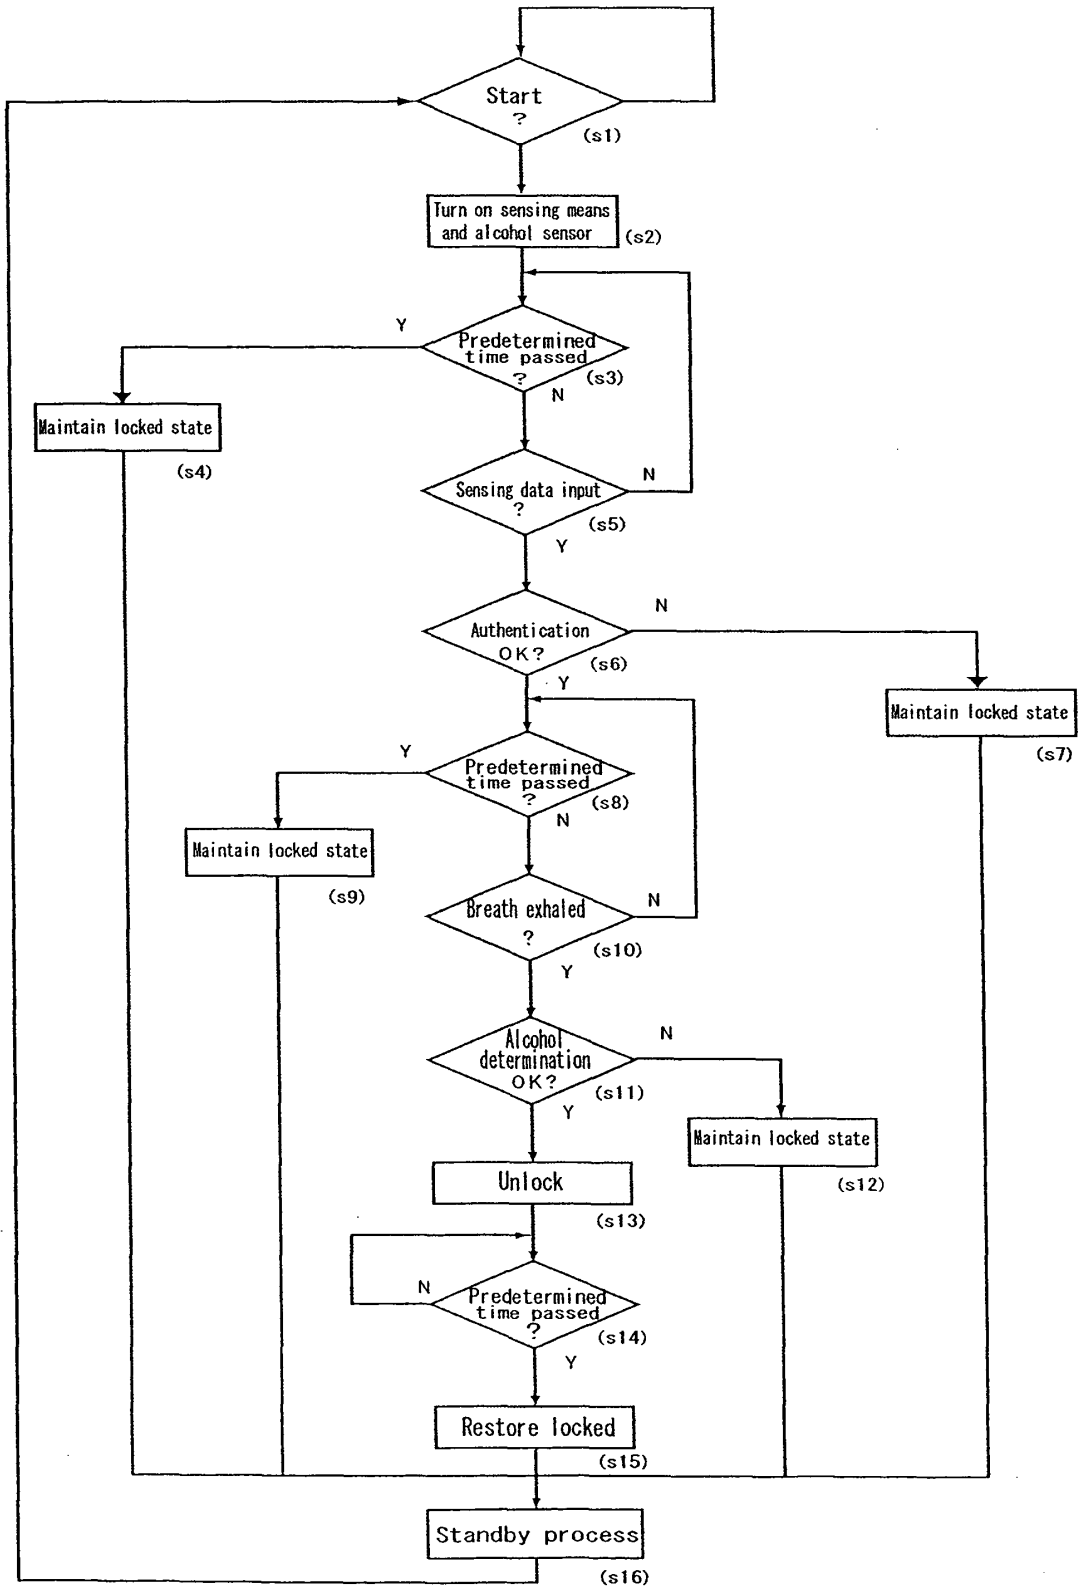 Start
?
(s1)
Turn on sensing means
and alcohol sensor
(s2)
Y
Predetermined
time passed
?
(s3)
N
Maintain locked state
(s4)
Sensing data input
?
N
(s5)
Y
Authentication
OK?
N
(s6)
Y
Maintain locked state
(s7)
Y
Predetermined
time passed
?
(s8)
N
Maintain locked state
(s9)
Breath exhaled
?
N
(s10)
Y
Alcohol
determination
OK?
N
(s11)
Y
Maintain locked state
(s12)
Unlock
(s13)
N
Predetermined
time passed
?
(s14)
Y
Restore locked
(s15)
Standby process
(s16)